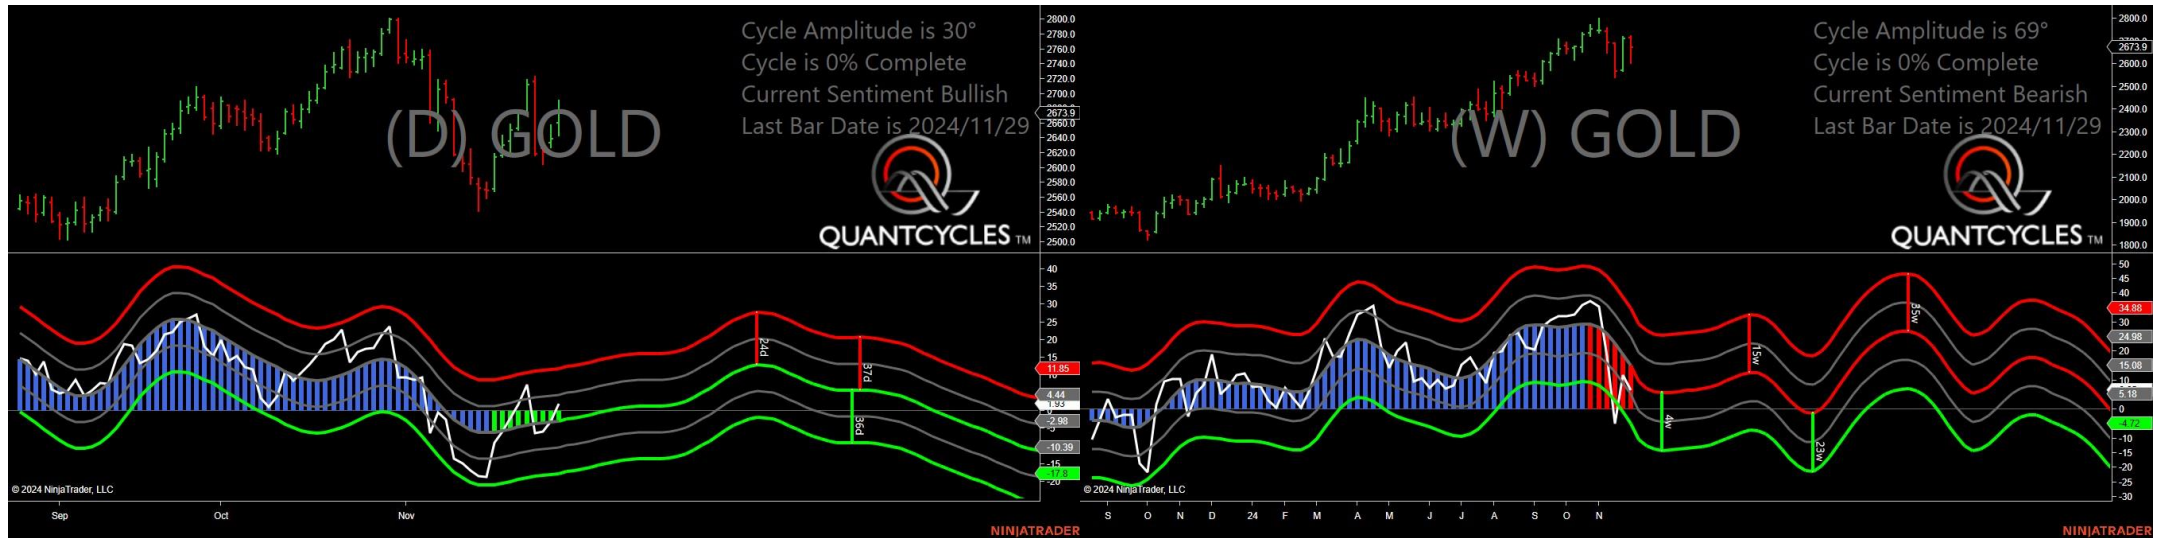 Cycle Amplitude is 30°
Cycle is 0% Complete
Current Sentiment Bullish
Last Bar Date is 2024/11/29
(D) GOLD
QUANTCYCLES TM
2800.0
2780.0
2760.0
2740.0
2720.0
2700.0
2673.9
2660.0
2640.0
2620.0
2600.0
2580.0
2560.0
2540.0
2520.0
2500.0
40
35
30
25
20
15
11.85
4.44
1.93
-2.98
-10.39
-15
-17.8
-20
24d
37d
36d
© 2024 NinjaTrader, LLC
Sep Oct Nov
NINJATRADER
Cycle Amplitude is 69°
Cycle is 0% Complete
Current Sentiment Bearish
Last Bar Date is 2024/11/29
(W) GOLD
QUANTCYCLES TM
2800.0
2673.9
2600.0
2500.0
2400.0
2300.0
2200.0
2100.0
2000.0
1900.0
1800.0
50
40
34.88
30
24.98
20
15.08
10
5.18
0
-4.72
-10
-15
-20
-25
-30
4w
15w
23w
35w
© 2024 NinjaTrader, LLC
S O N D 24 F M A M J J A S O N
NINJATRADER